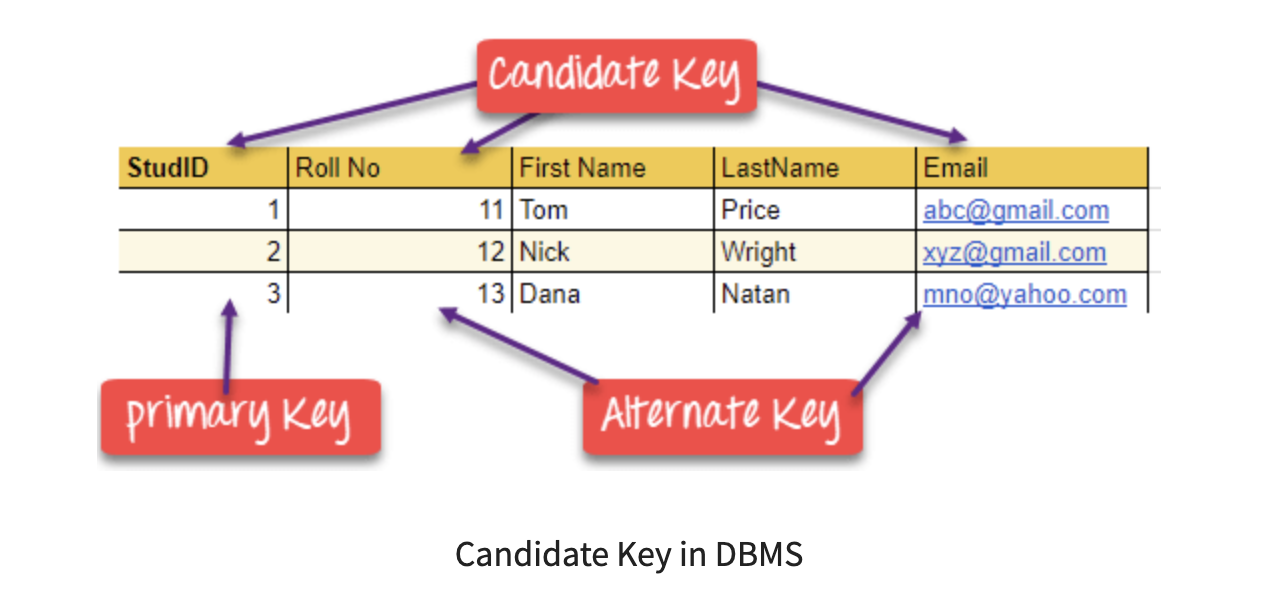 Candidate Key
StudID Roll No First Name LastName Email
1 11 Tom Price abc@gmail.com
2 12 Nick Wright xyz@gmail.com
3 13 Dana Natan mno@yahoo.com
primary Key Alternate Key
Candidate Key in DBMS